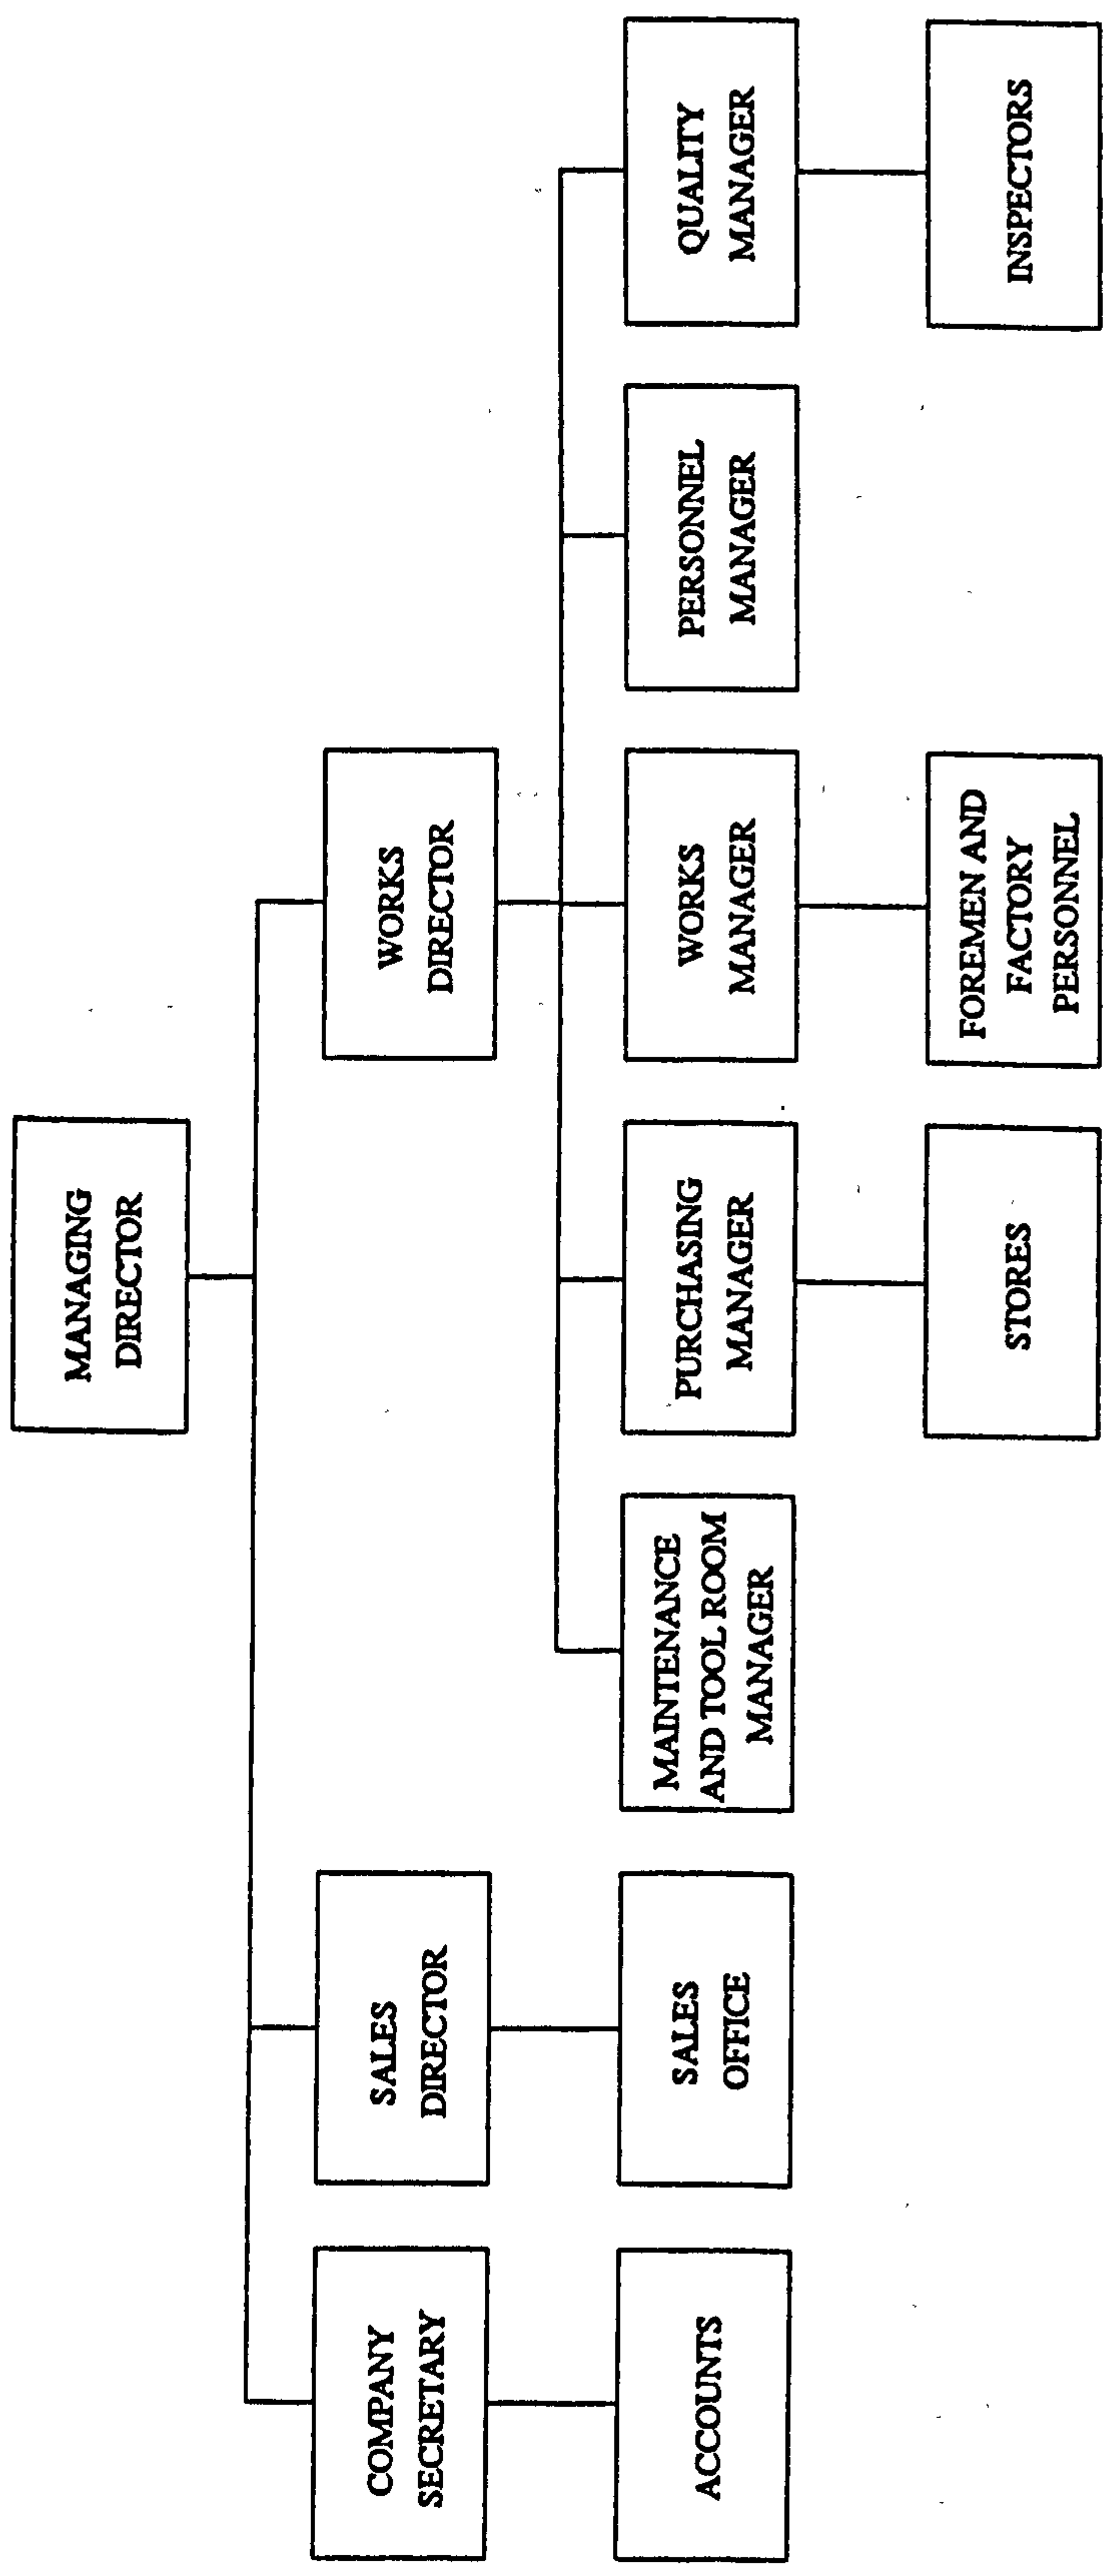 MANAGING
DIRECTOR
COMPANY
SECRETARY
SALES
DIRECTOR
WORKS
DIRECTOR
ACCOUNTS
SALES
OFFICE
MAINTENANCE
AND TOOL ROOM
MANAGER
PURCHASING
MANAGER
WORKS
MANAGER
PERSONNEL
MANAGER
QUALITY
MANAGER
STORES
FOREMEN AND
FACTORY
PERSONNEL
INSPECTORS